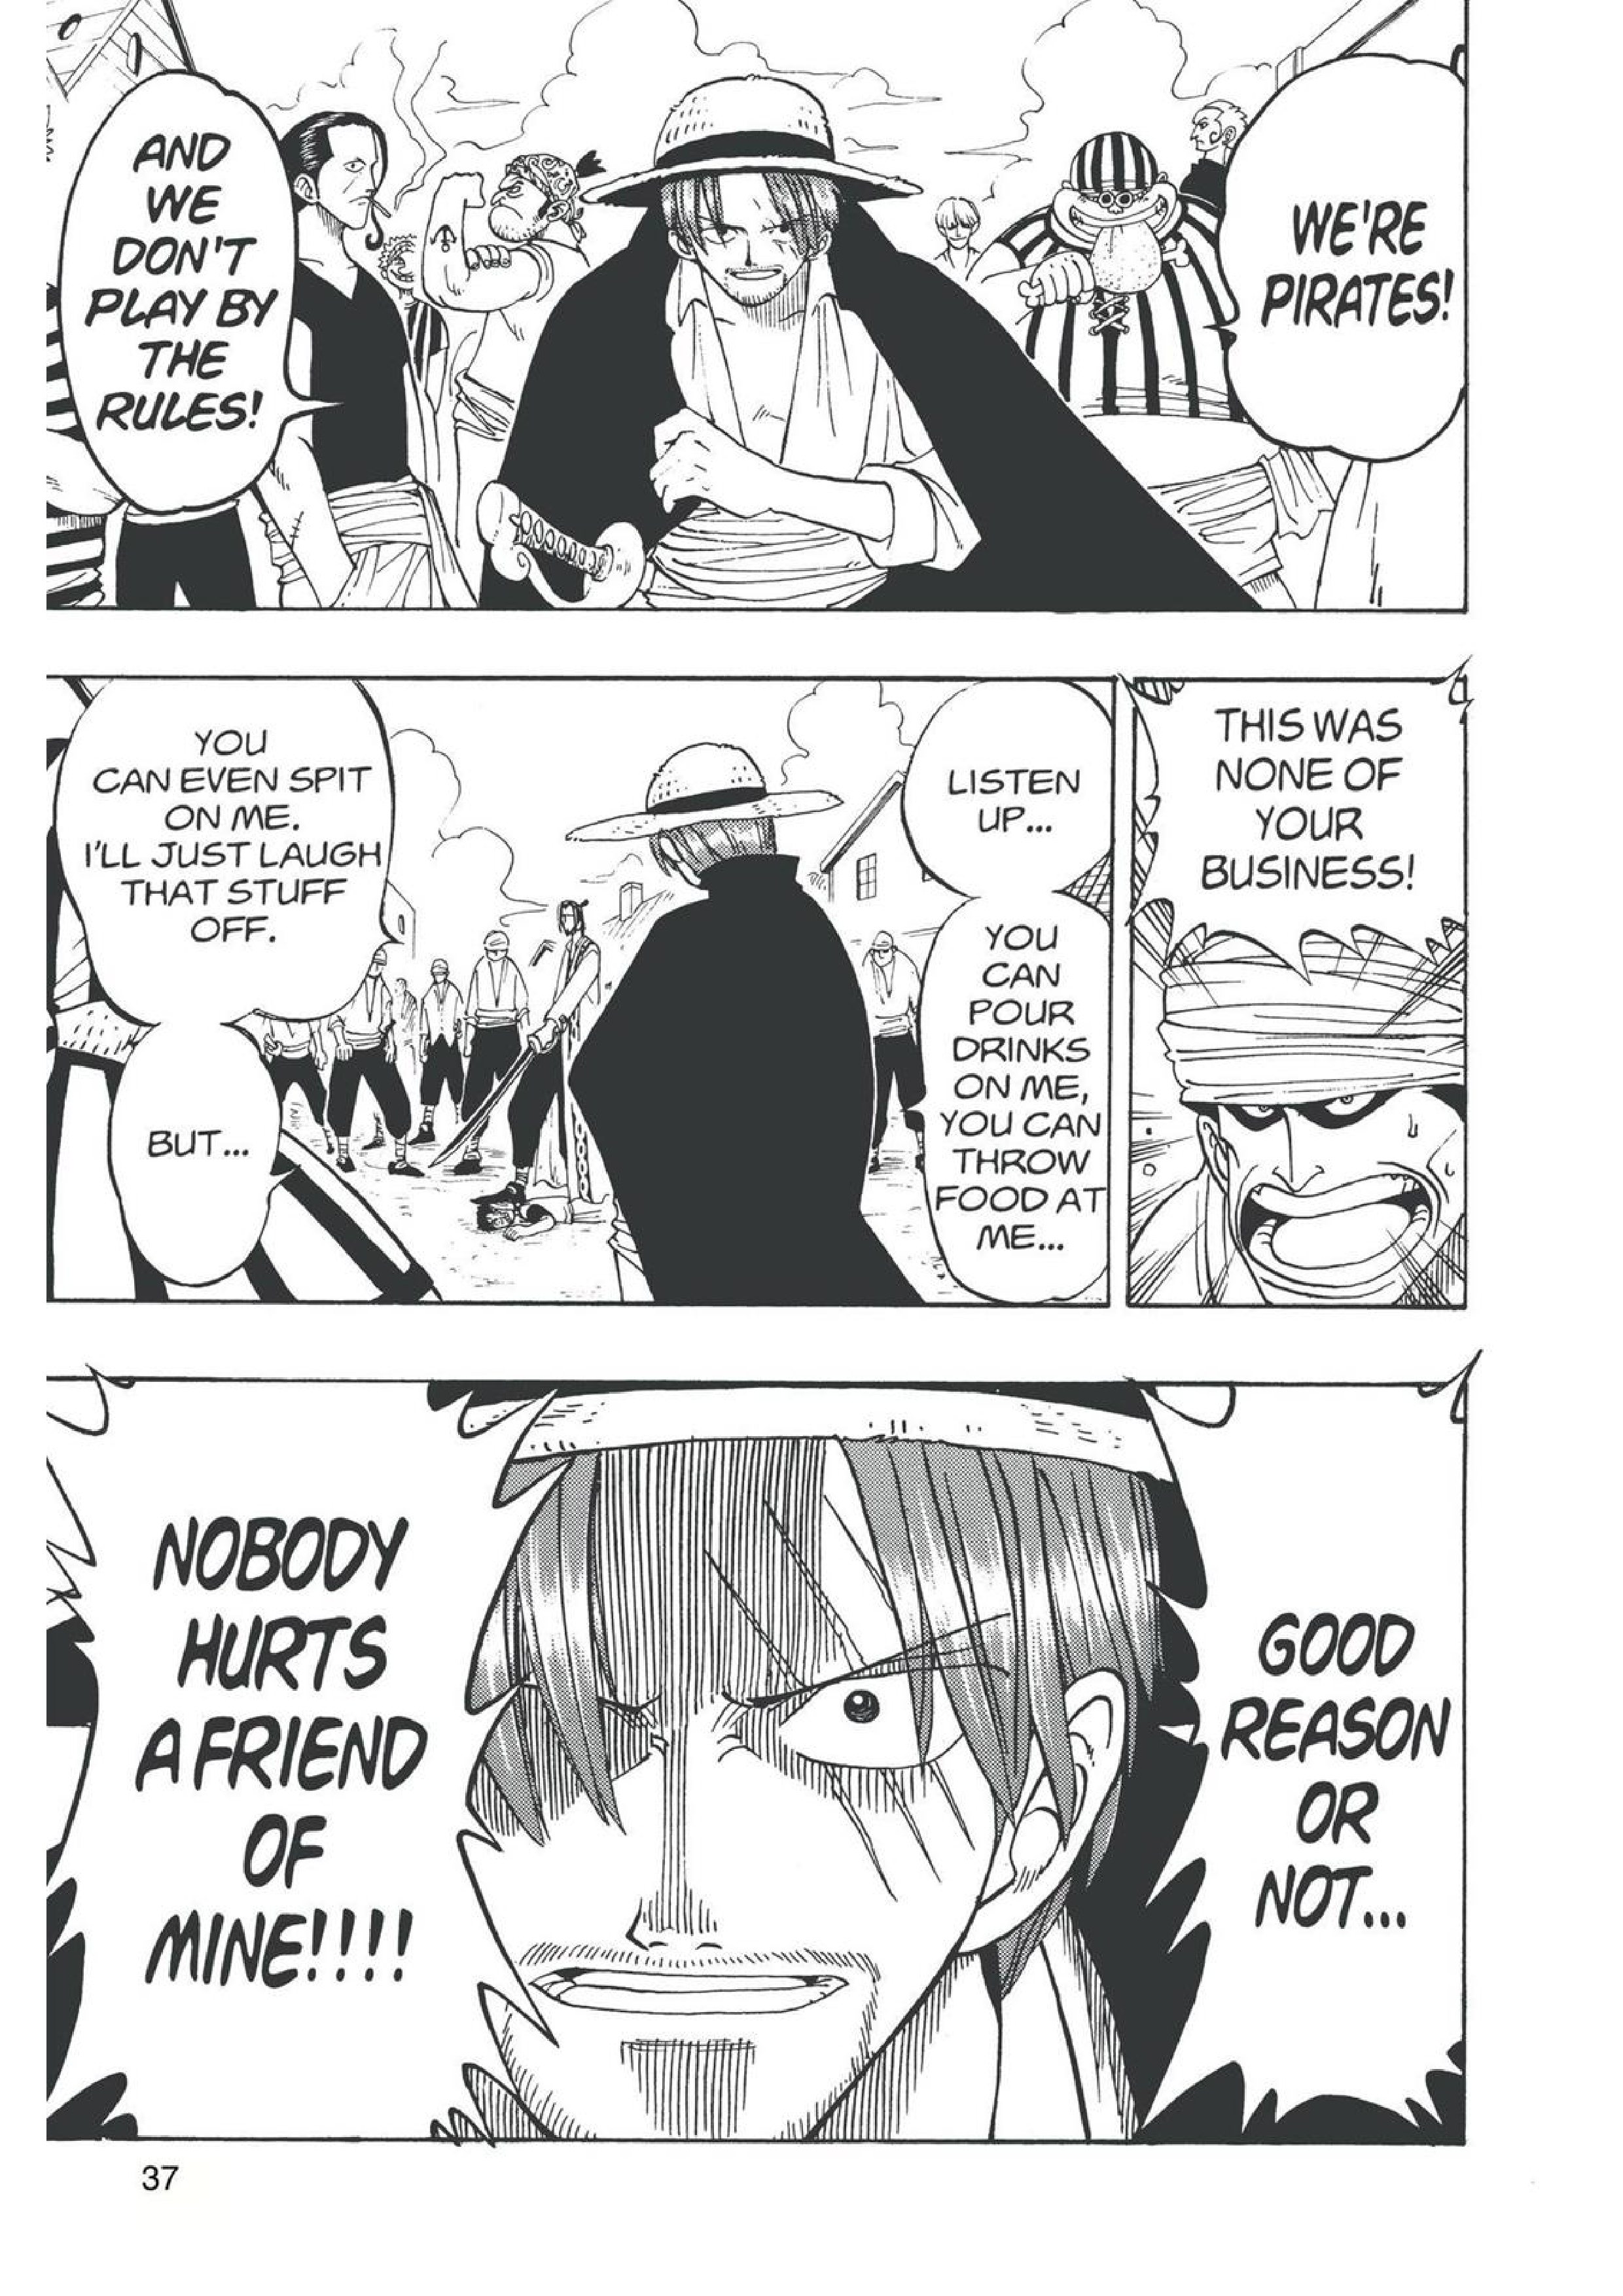 WE'RE
PIRATES!
AND
WE
DON'T
PLAY BY
THE
RULES!
THIS WAS
NONE OF
YOUR
BUSINESS!
LISTEN
UP...
YOU
CAN
POUR
DRINKS
ON ME,
YOU CAN
THROW
FOOD AT
ME...
YOU
CAN EVEN SPIT
ON ME.
I'LL JUST LAUGH
THAT STUFF
OFF.
BUT...
GOOD
REASON
OR
NOT...
NOBODY
HURTS
A FRIEND
OF
MINE!!!!
37